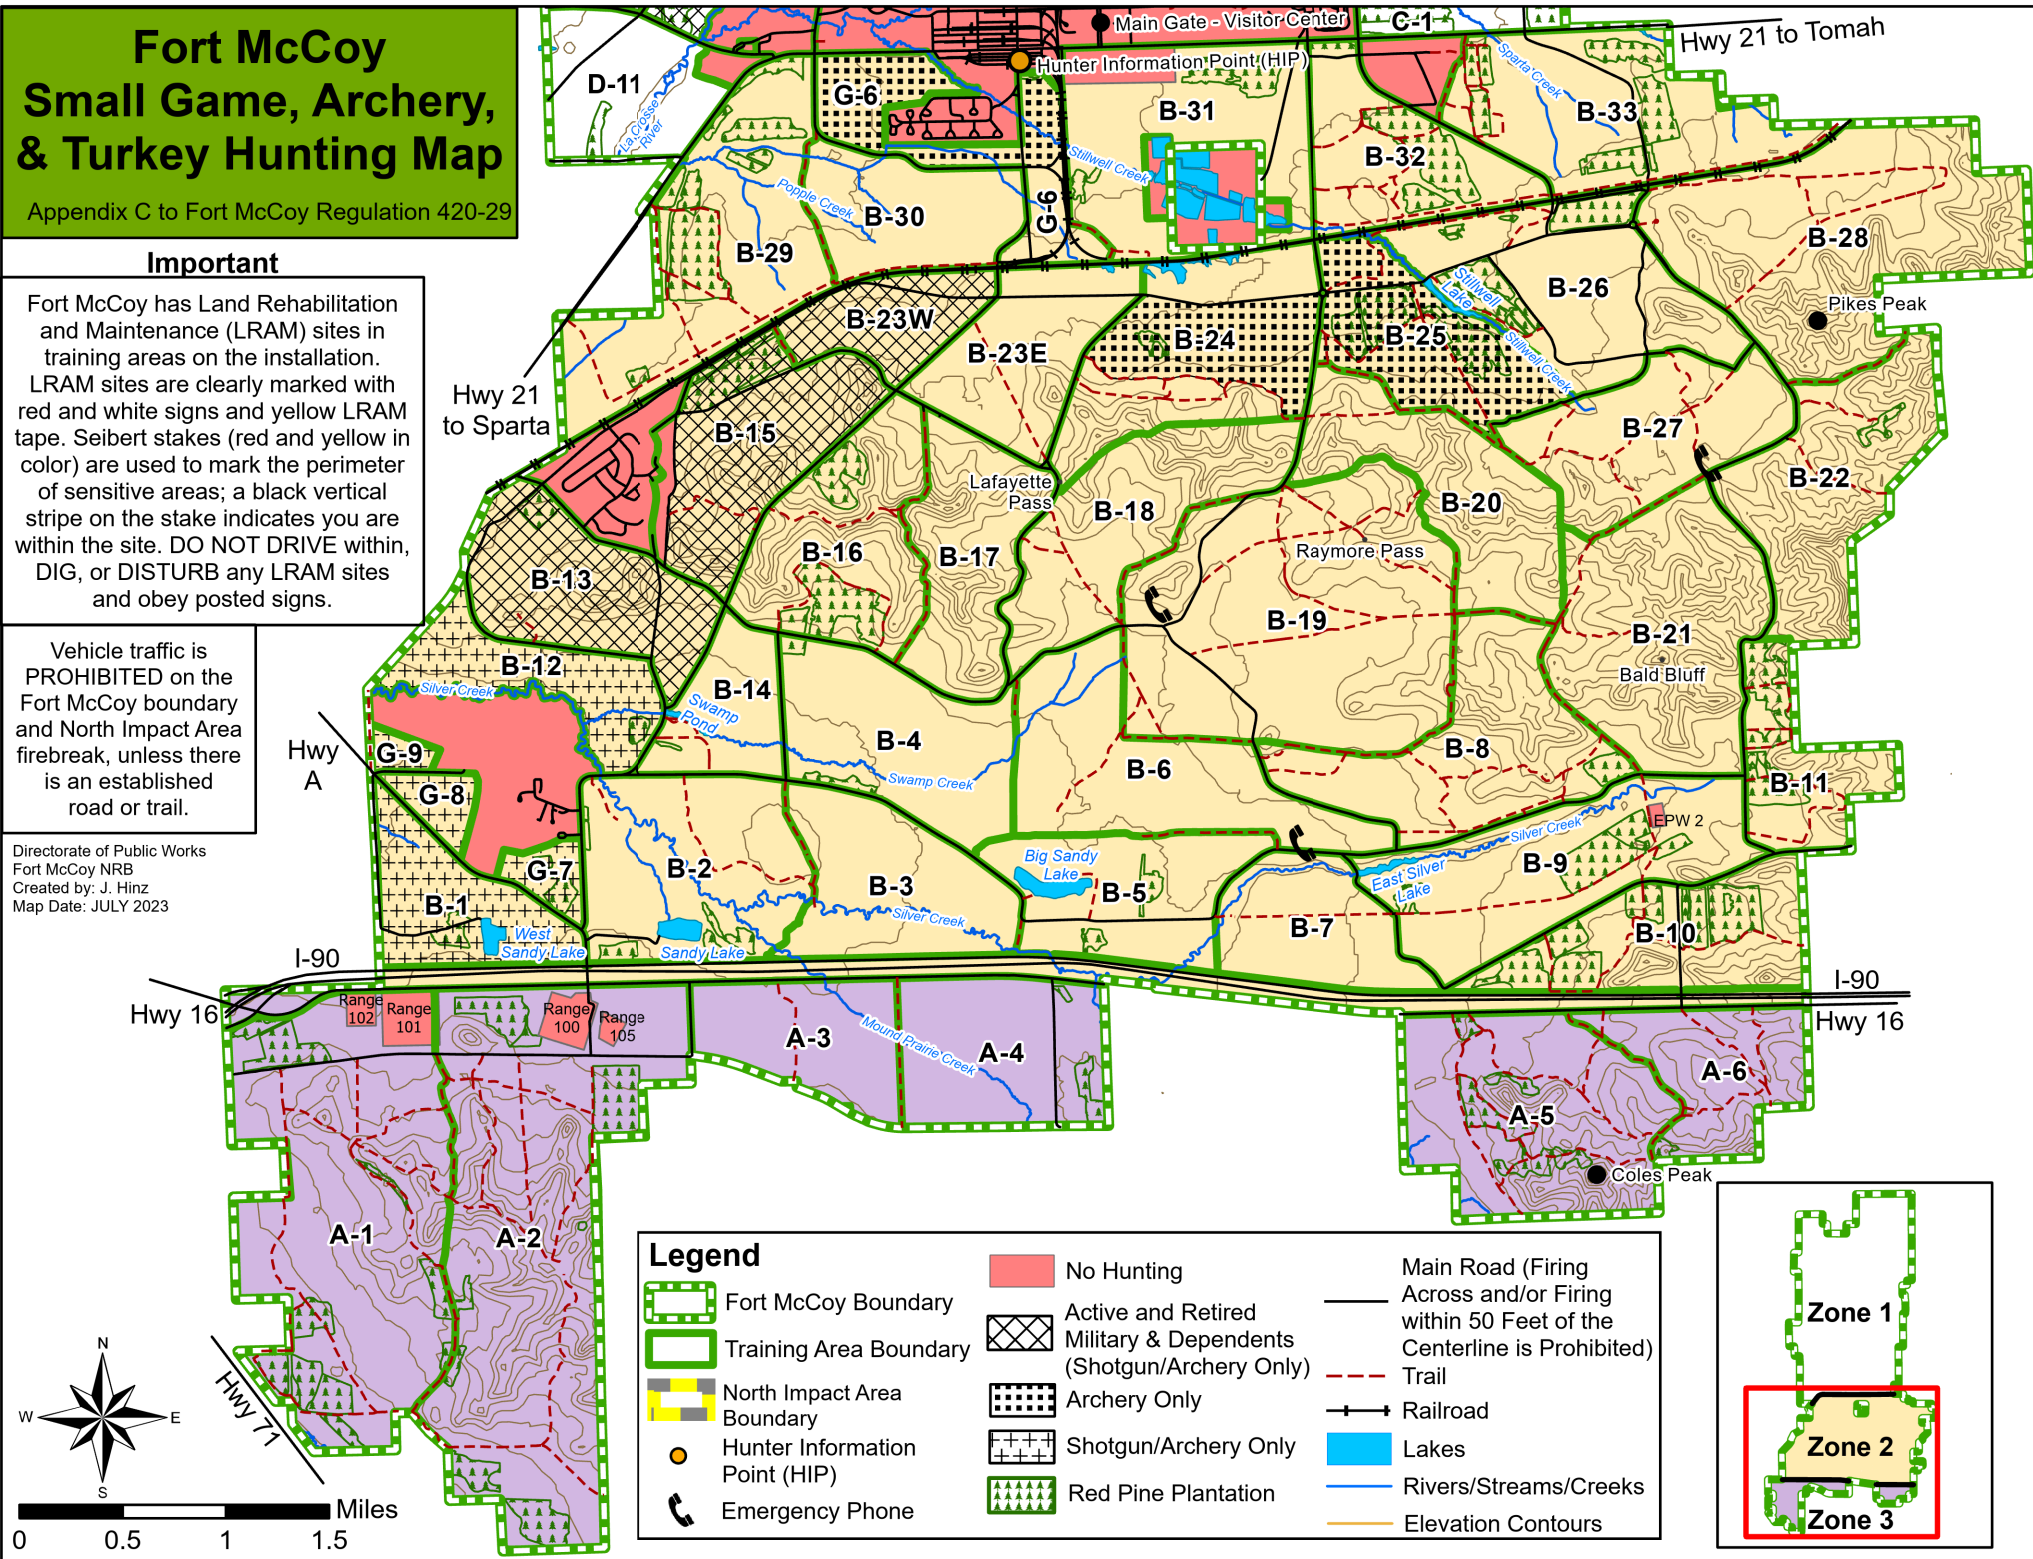 Fort McCoy
Small Game, Archery,
& Turkey Hunting Map
Appendix C to Fort McCoy Regulation 420-29
Important
Fort McCoy has Land Rehabilitation
and Maintenance (LRAM) sites in
training areas on the installation.
LRAM sites are clearly marked with
red and white signs and yellow LRAM
tape. Seibert stakes (red and yellow in
color) are used to mark the perimeter
of sensitive areas; a black vertical
stripe on the stake indicates you are
within the site. DO NOT DRIVE within,
DIG, or DISTURB any LRAM sites
and obey posted signs.
Vehicle traffic is
PROHIBITED on the
Fort McCoy boundary
and North Impact Area
firebreak, unless there
is an established
road or trail.
Directorate of Public Works
Fort McCoy NRB
Created by: J. Hinz
Map Date: JULY 2023
Main Gate - Visitor Center
C-1
Hwy 21 to Tomah
Hunter Information Point (HIP)
D-11
La Crosse
River
G-6
B-31
Sparta Creek
B-33
Stillwell Creek
B-32
Popple Creek
B-30
G-6
B-29
B-28
Stillwell
Lake
B-26
Pikes Peak
B-23W
B-24
B-25
B-23E
Stillwell Creek
Hwy 21
to Sparta
B-15
B-27
B-22
Lafayette
Pass
B-18
B-20
Raymore Pass
B-16
B-17
B-13
B-19
B-21
Bald Bluff
B-12
Silver Creek
B-14
Swamp
Pond
B-4
Swamp Creek
B-6
B-8
B-11
Hwy
A
G-9
G-8
EPW 2
Silver Creek
G-7
B-2
B-3
Big Sandy
Lake
B-5
East Silver
Lake
B-9
B-1
Silver Creek
B-7
B-10
West
Sandy Lake
Sandy Lake
I-90
I-90
Hwy 16
Hwy 16
Range
102
Range
101
Range
100
Range
105
A-3
Mound Prairie Creek
A-4
A-6
A-5
Coles Peak
A-1
A-2
Hwy 71
N
W
E
S
Miles
0
0.5
1
1.5
Legend
Fort McCoy Boundary
Training Area Boundary
North Impact Area
Boundary
Hunter Information
Point (HIP)
Emergency Phone
No Hunting
Active and Retired
Military & Dependents
(Shotgun/Archery Only)
Archery Only
Shotgun/Archery Only
Red Pine Plantation
Main Road (Firing
Across and/or Firing
within 50 Feet of the
Centerline is Prohibited)
Trail
Railroad
Lakes
Rivers/Streams/Creeks
Elevation Contours
Zone 1
Zone 2
Zone 3